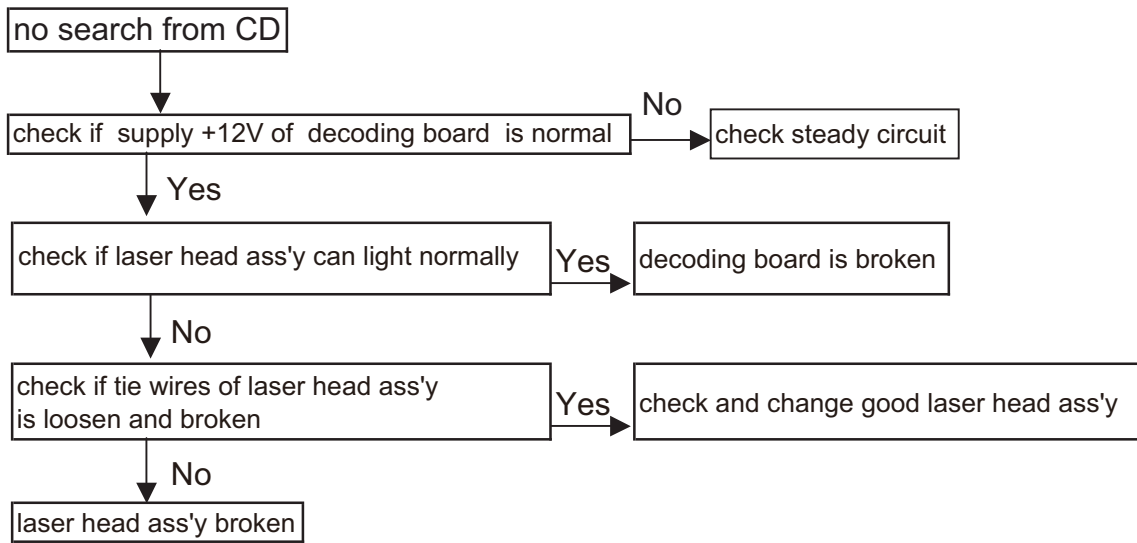 no search from CD
No
check if supply +12V of decoding board is normal
check steady circuit
Yes
check if laser head ass'y can light normally
Yes
decoding board is broken
No
check if tie wires of laser head ass'y
is loosen and broken
Yes
check and change good laser head ass'y
No
laser head ass'y broken